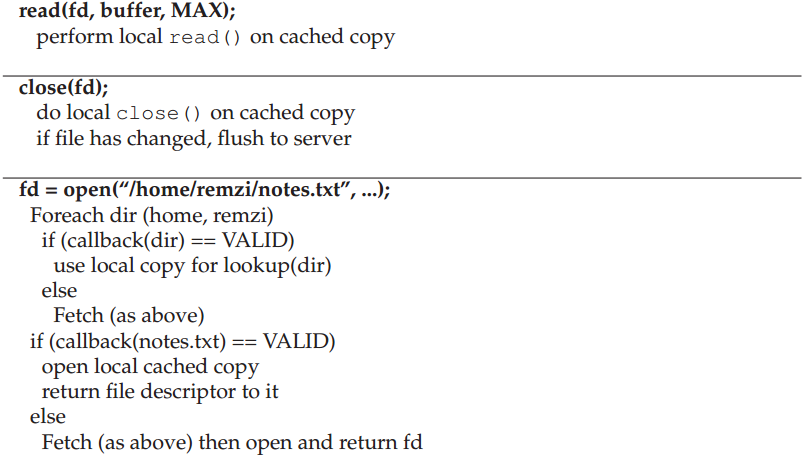 read(fd, buffer, MAX);
perform local read() on cached copy
close(fd);
do local close() on cached copy
if file has changed, flush to server
fd = open(“/home/remzi/notes.txt”, ...);
Foreach dir (home, remzi)
if (callback(dir) == VALID)
use local copy for lookup(dir)
else
Fetch (as above)
if (callback(notes.txt) == VALID)
open local cached copy
return file descriptor to it
else
Fetch (as above) then open and return fd